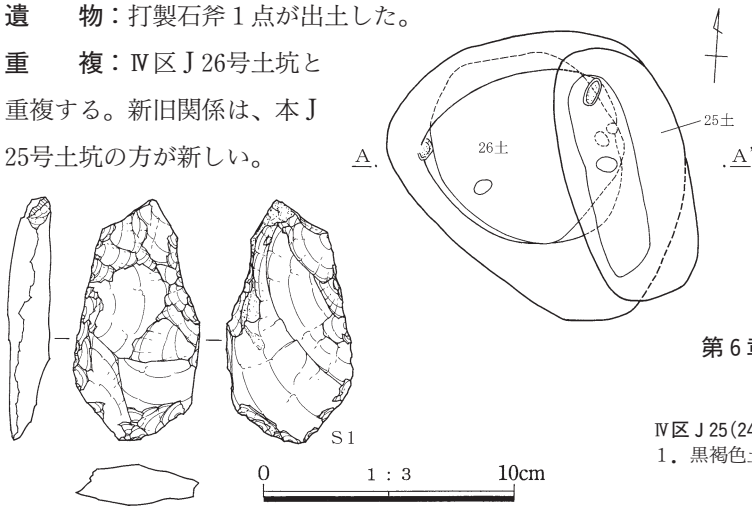 遺　　物：打製石斧１点が出土した。
重　　複：Ⅳ区Ｊ26号土坑と
重複する。新旧関係は、本Ｊ
25号土坑の方が新しい。
25土
26土
A.
.A'
S1
0　1：3　10cm
第６
Ⅳ区Ｊ25(24
１．黒褐色土